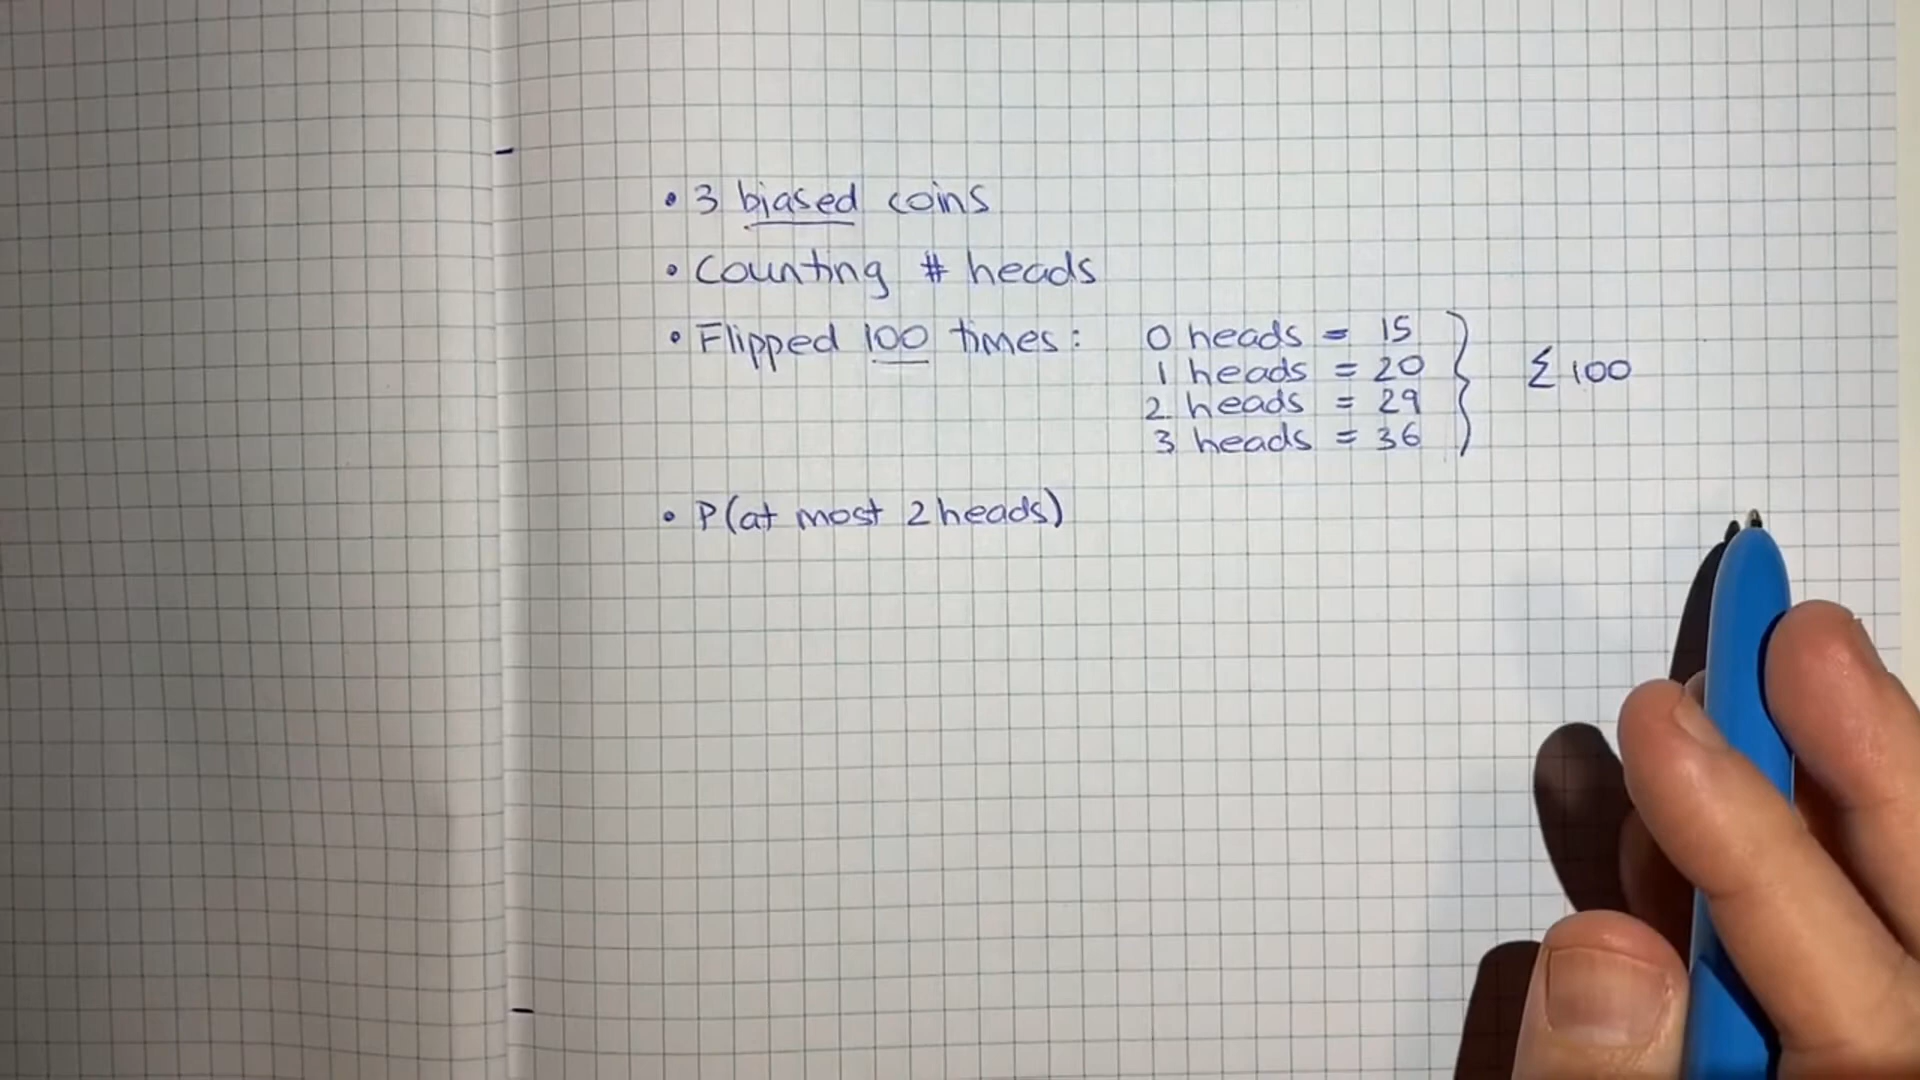 • 3 biased coins
• Counting # heads
• Flipped 100 times: 0 heads = 15
1 heads = 20
2 heads = 29
3 heads = 36
Σ 100
• P(at most 2 heads)